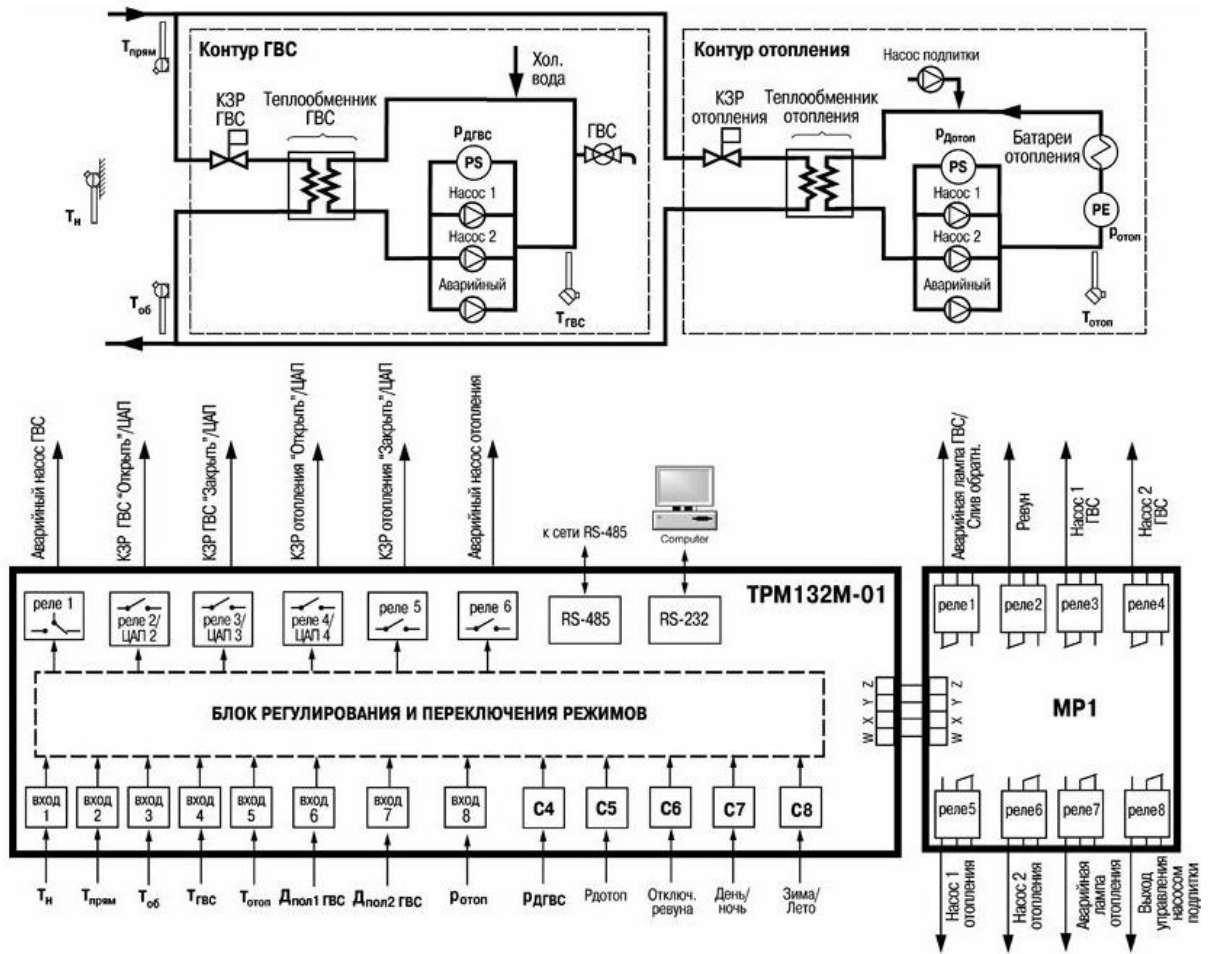 Tпрям
Контур ГВС
Хол.
вода
КЗР
ГВС
Теплообменник
ГВС
PДГВС
PS
ГВС
Насос 1
Насос 2
Аварийный
TГВС
Tн
Tоб
Контур отопления
Насос подпитки
КЗР
отопления
Теплообменник
отопления
PДотоп
PS
Батареи
отопления
Насос 1
PE
Pотоп
Насос 2
Аварийный
Tотоп
Аварийный насос ГВС
КЗР ГВС "Открыть"/ЦАП
КЗР ГВС "Закрыть"/ЦАП
КЗР отопления "Открыть"/ЦАП
КЗР отопления "Закрыть"/ЦАП
Аварийный насос отопления
к сети RS-485
Computer
Аварийная лампа ГВС/
Слив обратн.
Ревун
Насос 1
ГВС
Насос 2
ГВС
ТРМ132М-01
реле 1
реле 2/
ЦАП 2
реле 3/
ЦАП 3
реле 4/
ЦАП 4
реле 5
реле 6
RS-485
RS-232
БЛОК РЕГУЛИРОВАНИЯ И ПЕРЕКЛЮЧЕНИЯ РЕЖИМОВ
W X Y Z
W X Y Z
вход
1
вход
2
вход
3
вход
4
вход
5
вход
6
вход
7
вход
8
C4
C5
C6
C7
C8
Tн
Tпрям
Tоб
TГВС
Tотоп
Дпол1 ГВС
Дпол2 ГВС
Pотоп
PДГВС
Рдотоп
Отключ.
ревуна
День/
ночь
Зима/
Лето
реле1
реле2
реле3
реле4
МР1
реле5
реле6
реле7
реле8
Насос 1
отопления
Насос 2
отопления
Аварийная
лампа
отопления
Выход
управления
насосом
подпитки